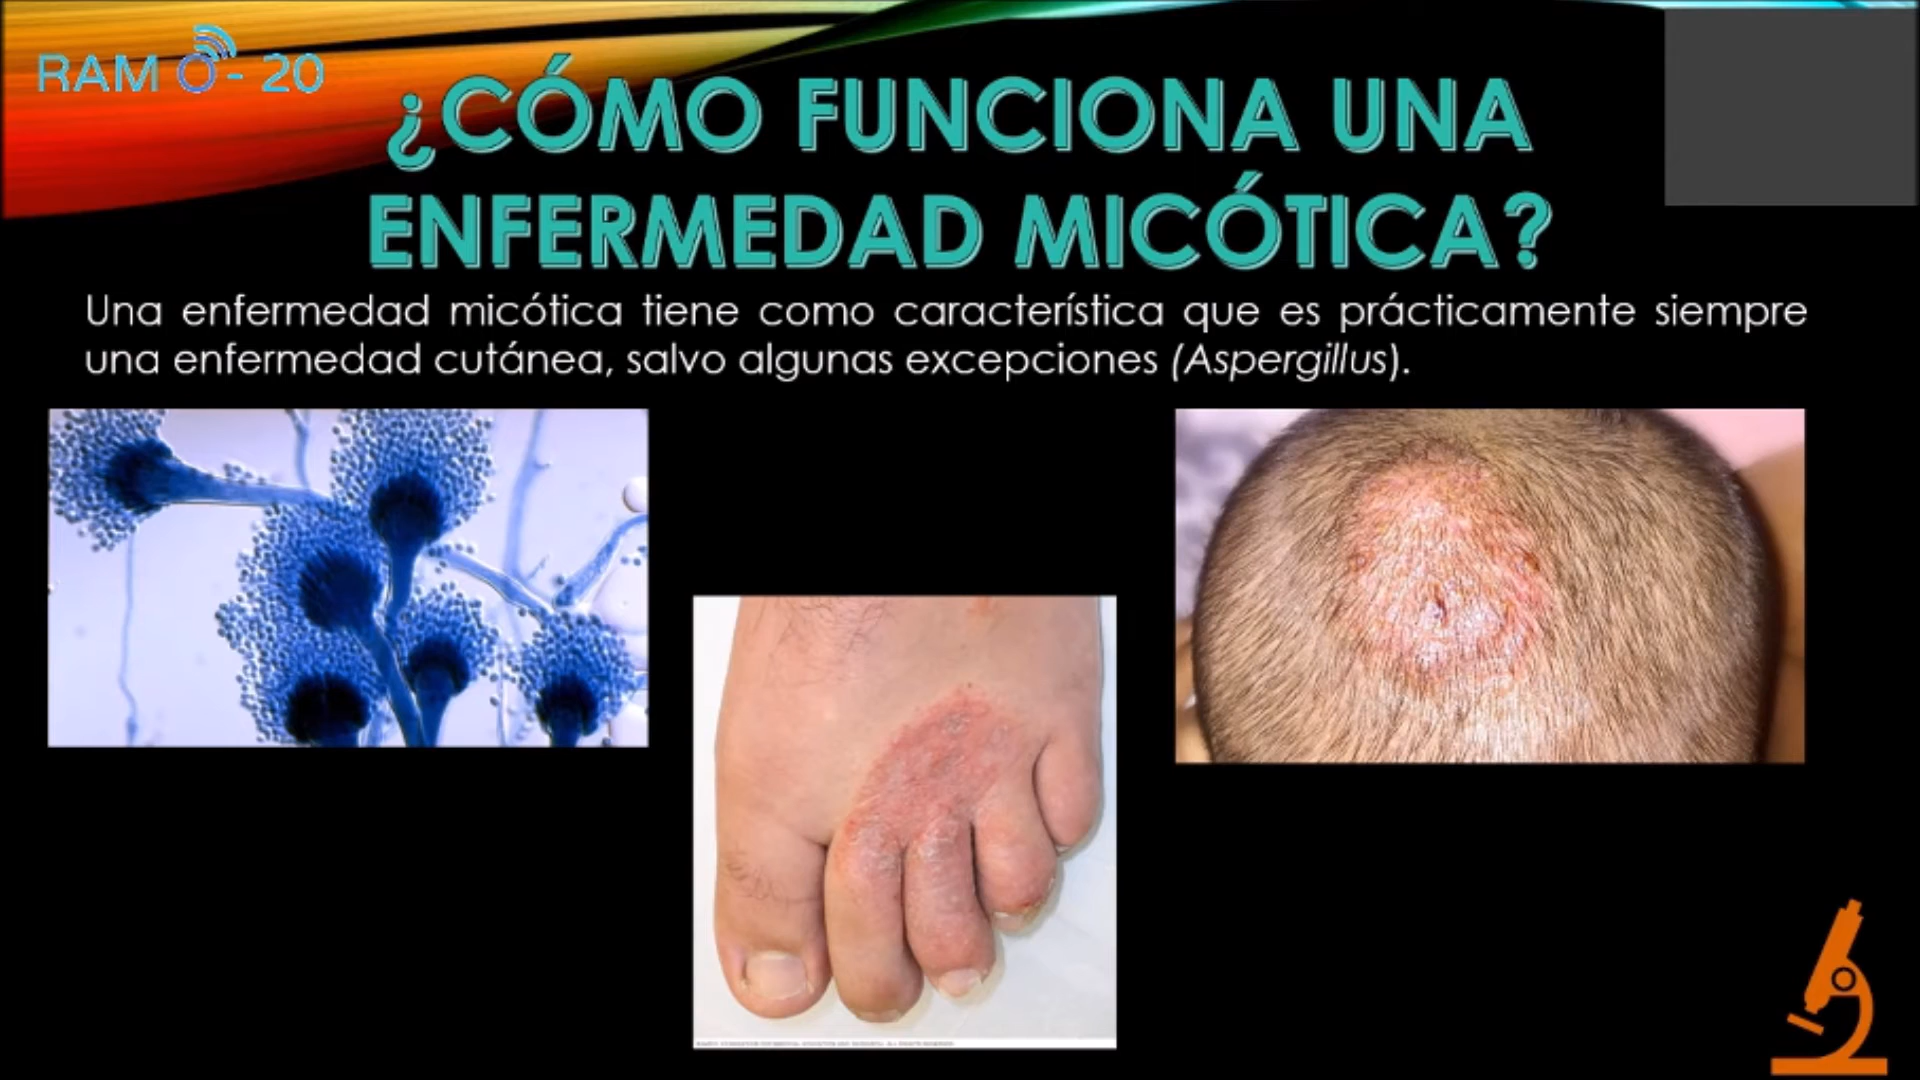 RAM O- 20
¿CÓMO FUNCIONA UNA
ENFERMEDAD MICÓTICA?
Una enfermedad micótica tiene como característica que es prácticamente siempre
una enfermedad cutánea, salvo algunas excepciones (Aspergillus).